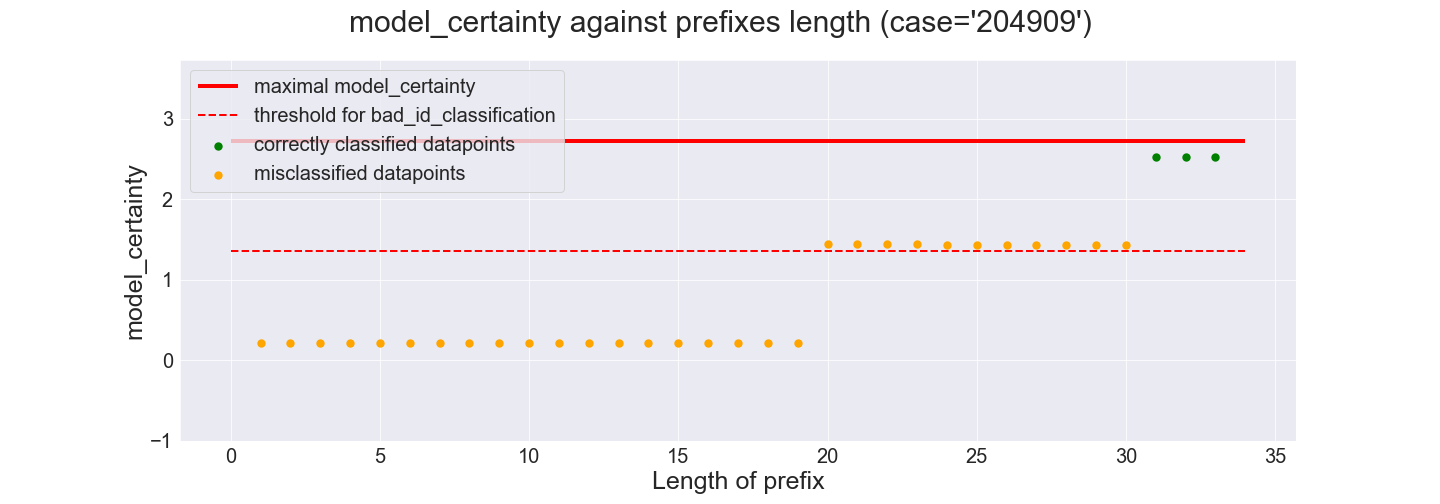 model_certainty against prefixes length (case='204909')
maximal model_certainty
threshold for bad_id_classification
correctly classified datapoints
misclassified datapoints
model_certainty
3
2
1
0
−1
0 5 10 15 20 25 30 35
Length of prefix